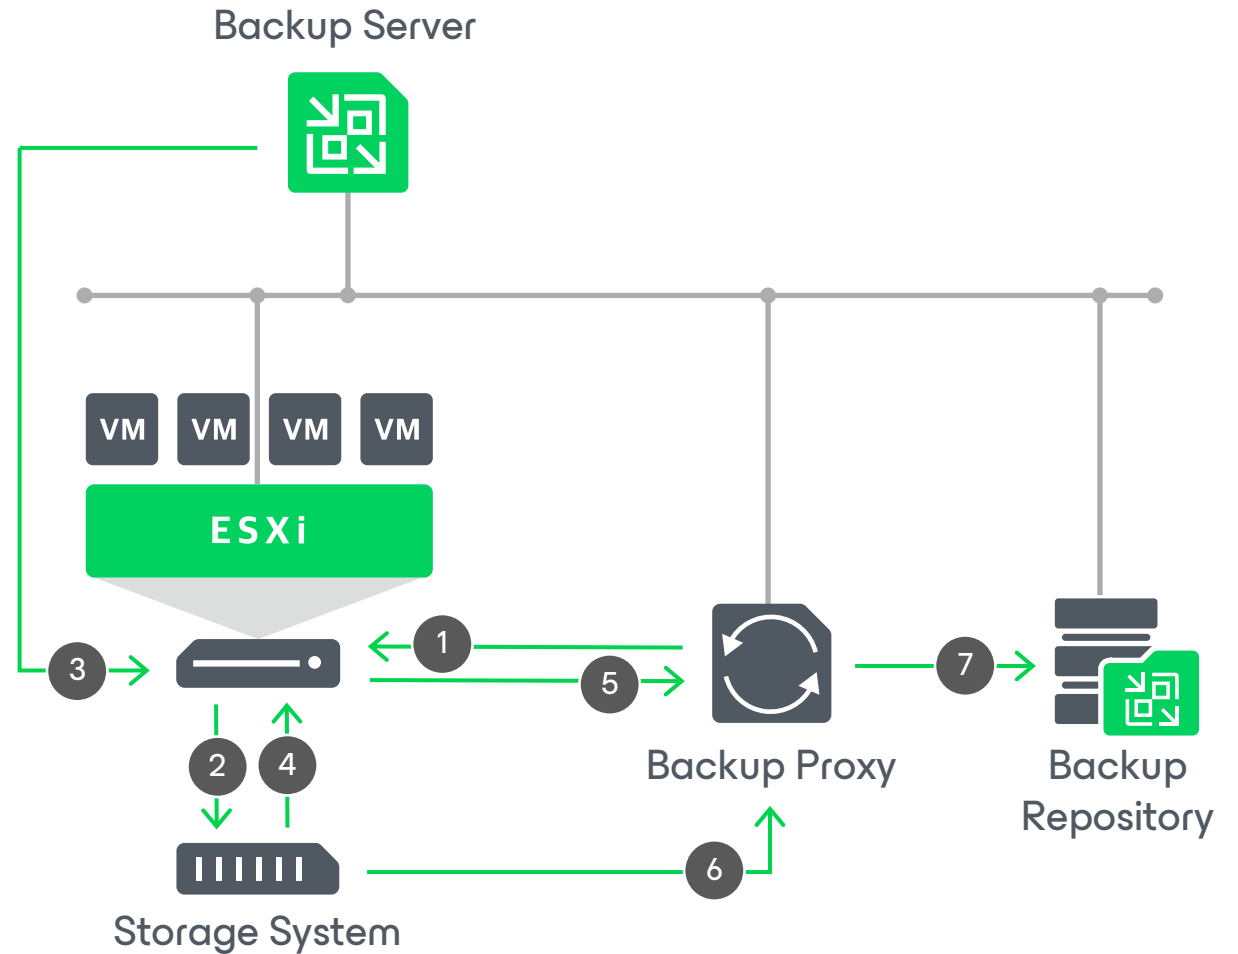 Backup Server
VM VM VM VM
ESXi
1
3
5
7
2 4
Backup Proxy
Backup
Repository
6
Storage System